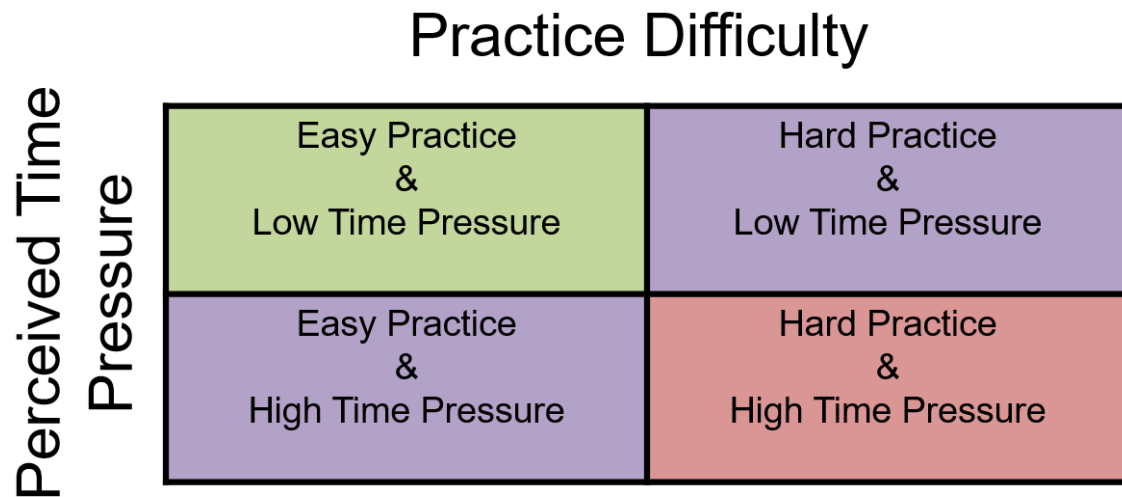 Practice Difficulty
Perceived Time
Pressure
Easy Practice
&
Low Time Pressure
Hard Practice
&
Low Time Pressure
Easy Practice
&
High Time Pressure
Hard Practice
&
High Time Pressure